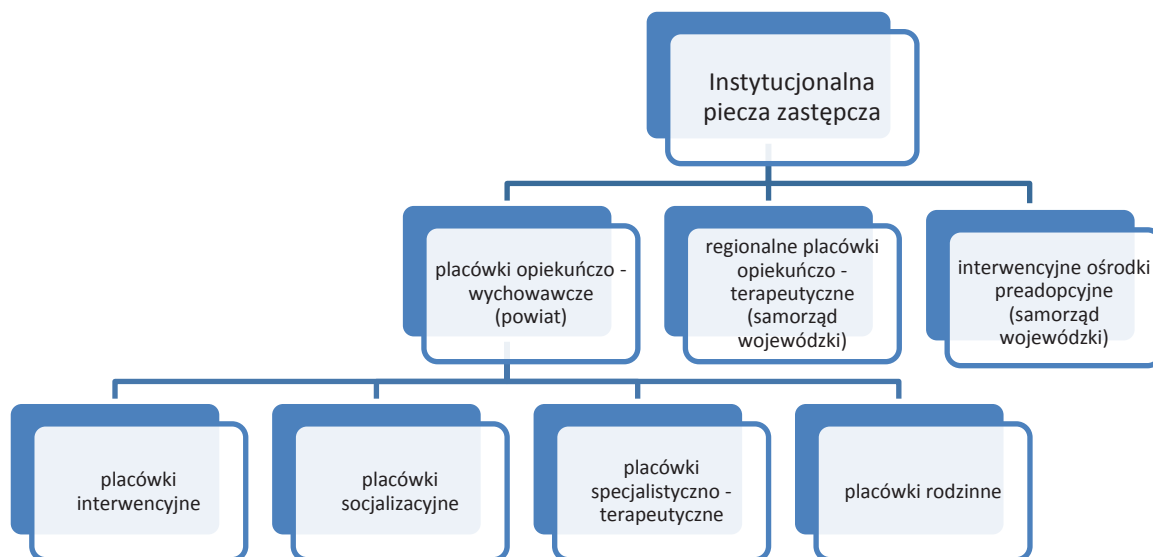 Instytucjonalna
piecza zastępcza
placówki opiekuńczo -
wychowawcze
(powiat)
regionalne placówki
opiekuńczo -
terapeutyczne
(samorząd
wojewódzki)
interwencyjne ośrodki
preadopcyjne
(samorząd
wojewódzki)
placówki
interwencyjne
placówki
socjalizacyjne
placówki
specjalistyczno -
terapeutyczne
placówki rodzinne